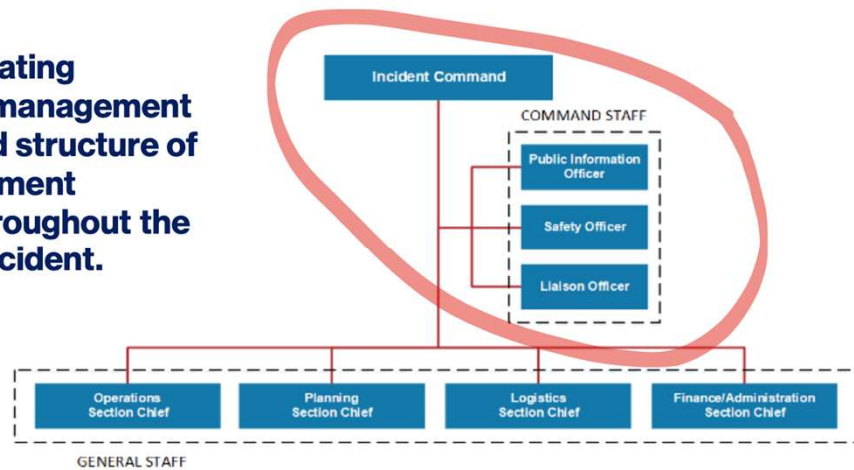 ating
management
d structure of
ment
roughout the
cident.
Incident Command
COMMAND STAFF
Public Information
Officer
Safety Officer
Liaison Officer
Operations
Section Chief
Planning
Section Chief
Logistics
Section Chief
Finance/Administration
Section Chief
GENERAL STAFF